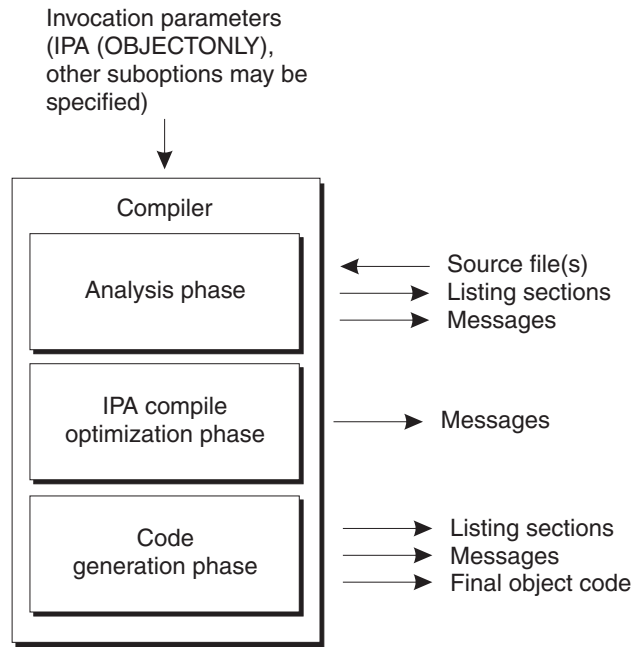 Invocation parameters
(IPA (OBJECTONLY),
other suboptions may be
specified)
Compiler
Analysis phase
Source file(s)
Listing sections
Messages
IPA compile
optimization phase
Messages
Code
generation phase
Listing sections
Messages
Final object code